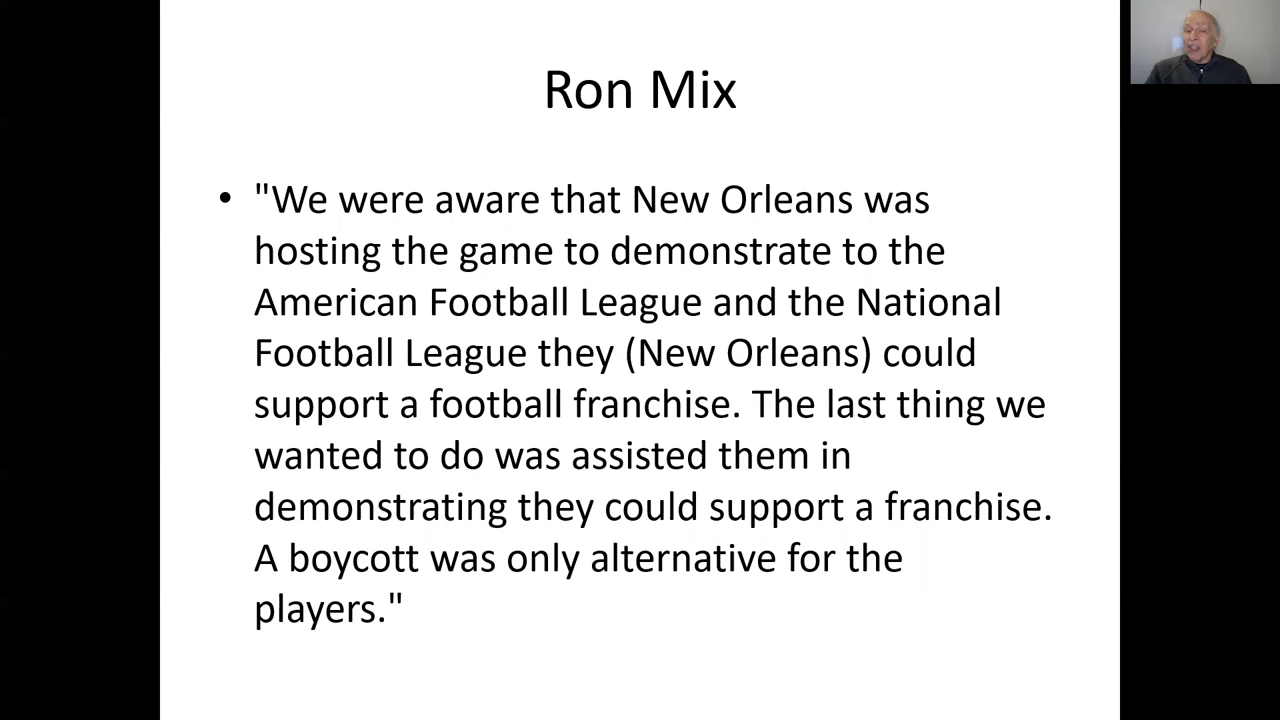 Ron Mix
• "We were aware that New Orleans was
hosting the game to demonstrate to the
American Football League and the National
Football League they (New Orleans) could
support a football franchise. The last thing we
wanted to do was assisted them in
demonstrating they could support a franchise.
A boycott was only alternative for the
players."